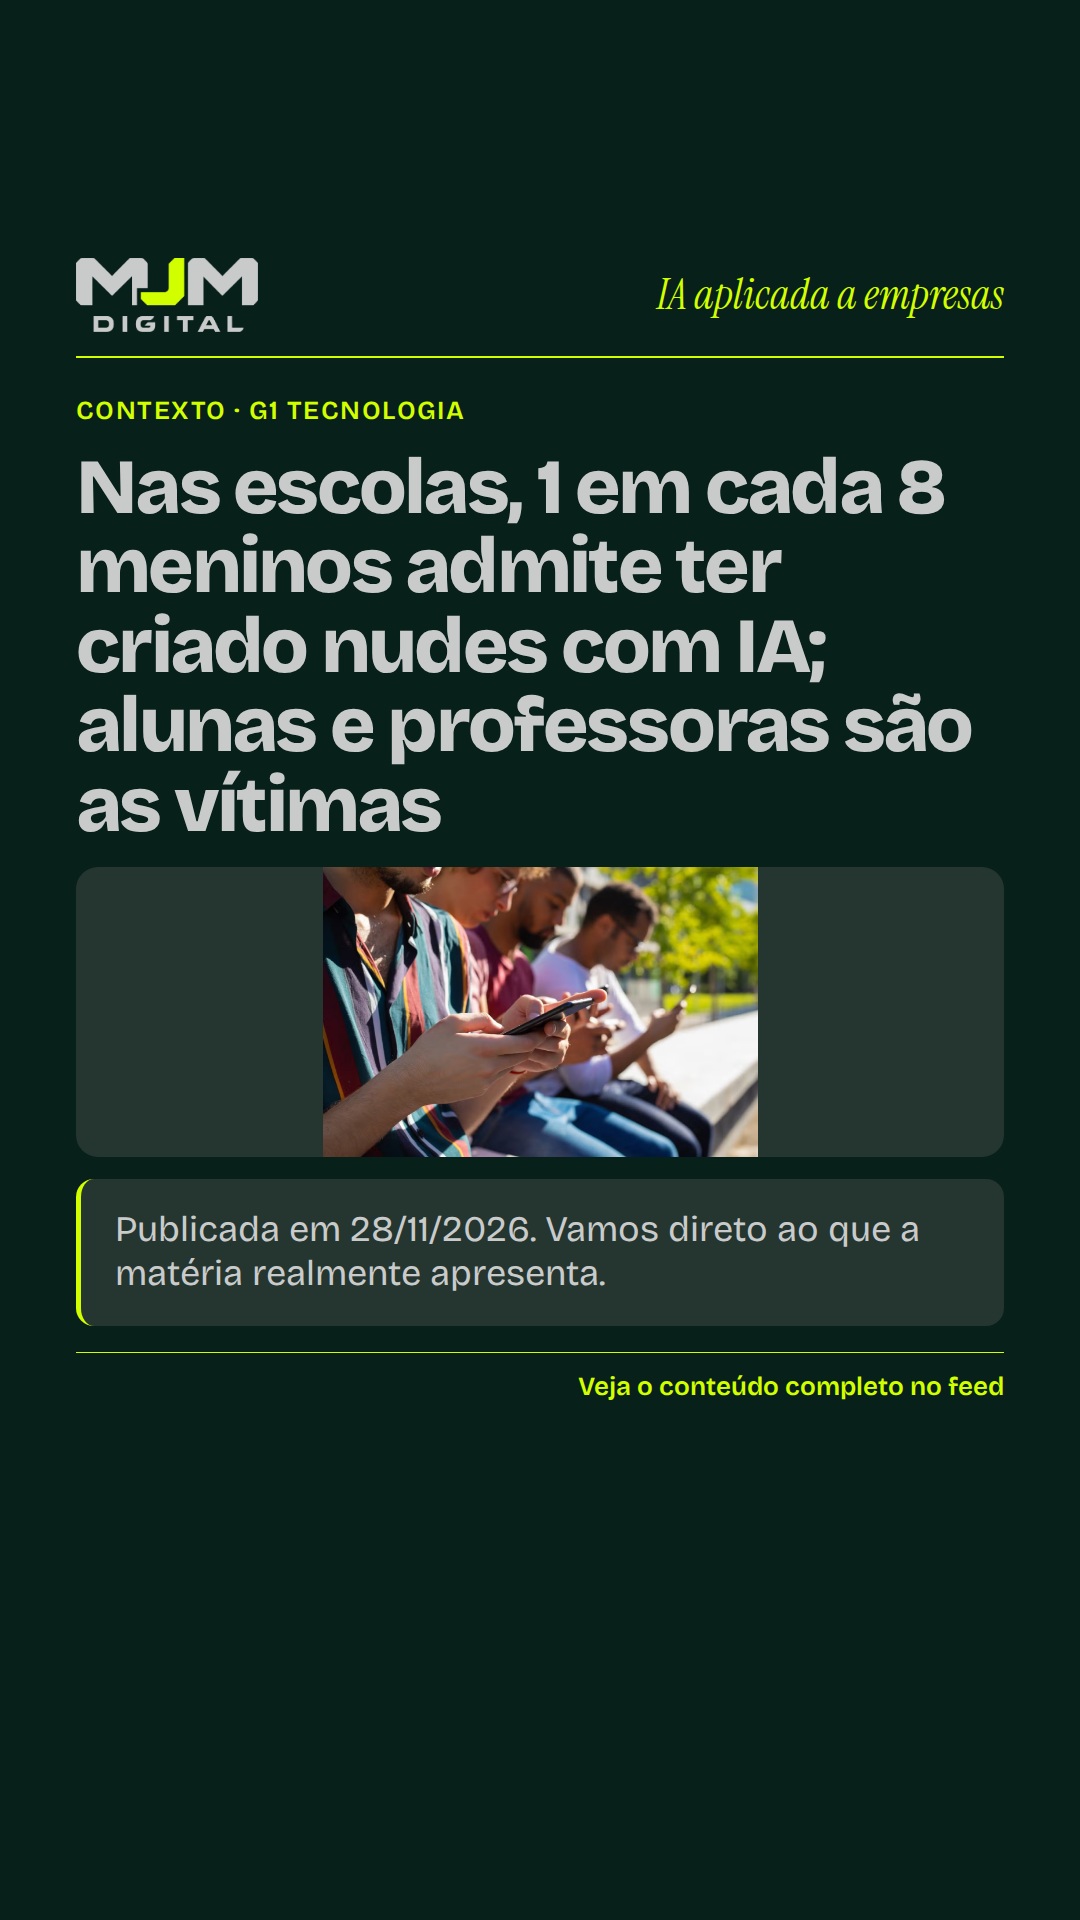 MJM
DIGITAL
IA aplicada a empresas
CONTEXTO · G1 TECNOLOGIA
Nas escolas, 1 em cada 8
meninos admite ter
criado nudes com IA;
alunas e professoras são
as vítimas
Publicada em 28/11/2026. Vamos direto ao que a
matéria realmente apresenta.
Veja o conteúdo completo no feed